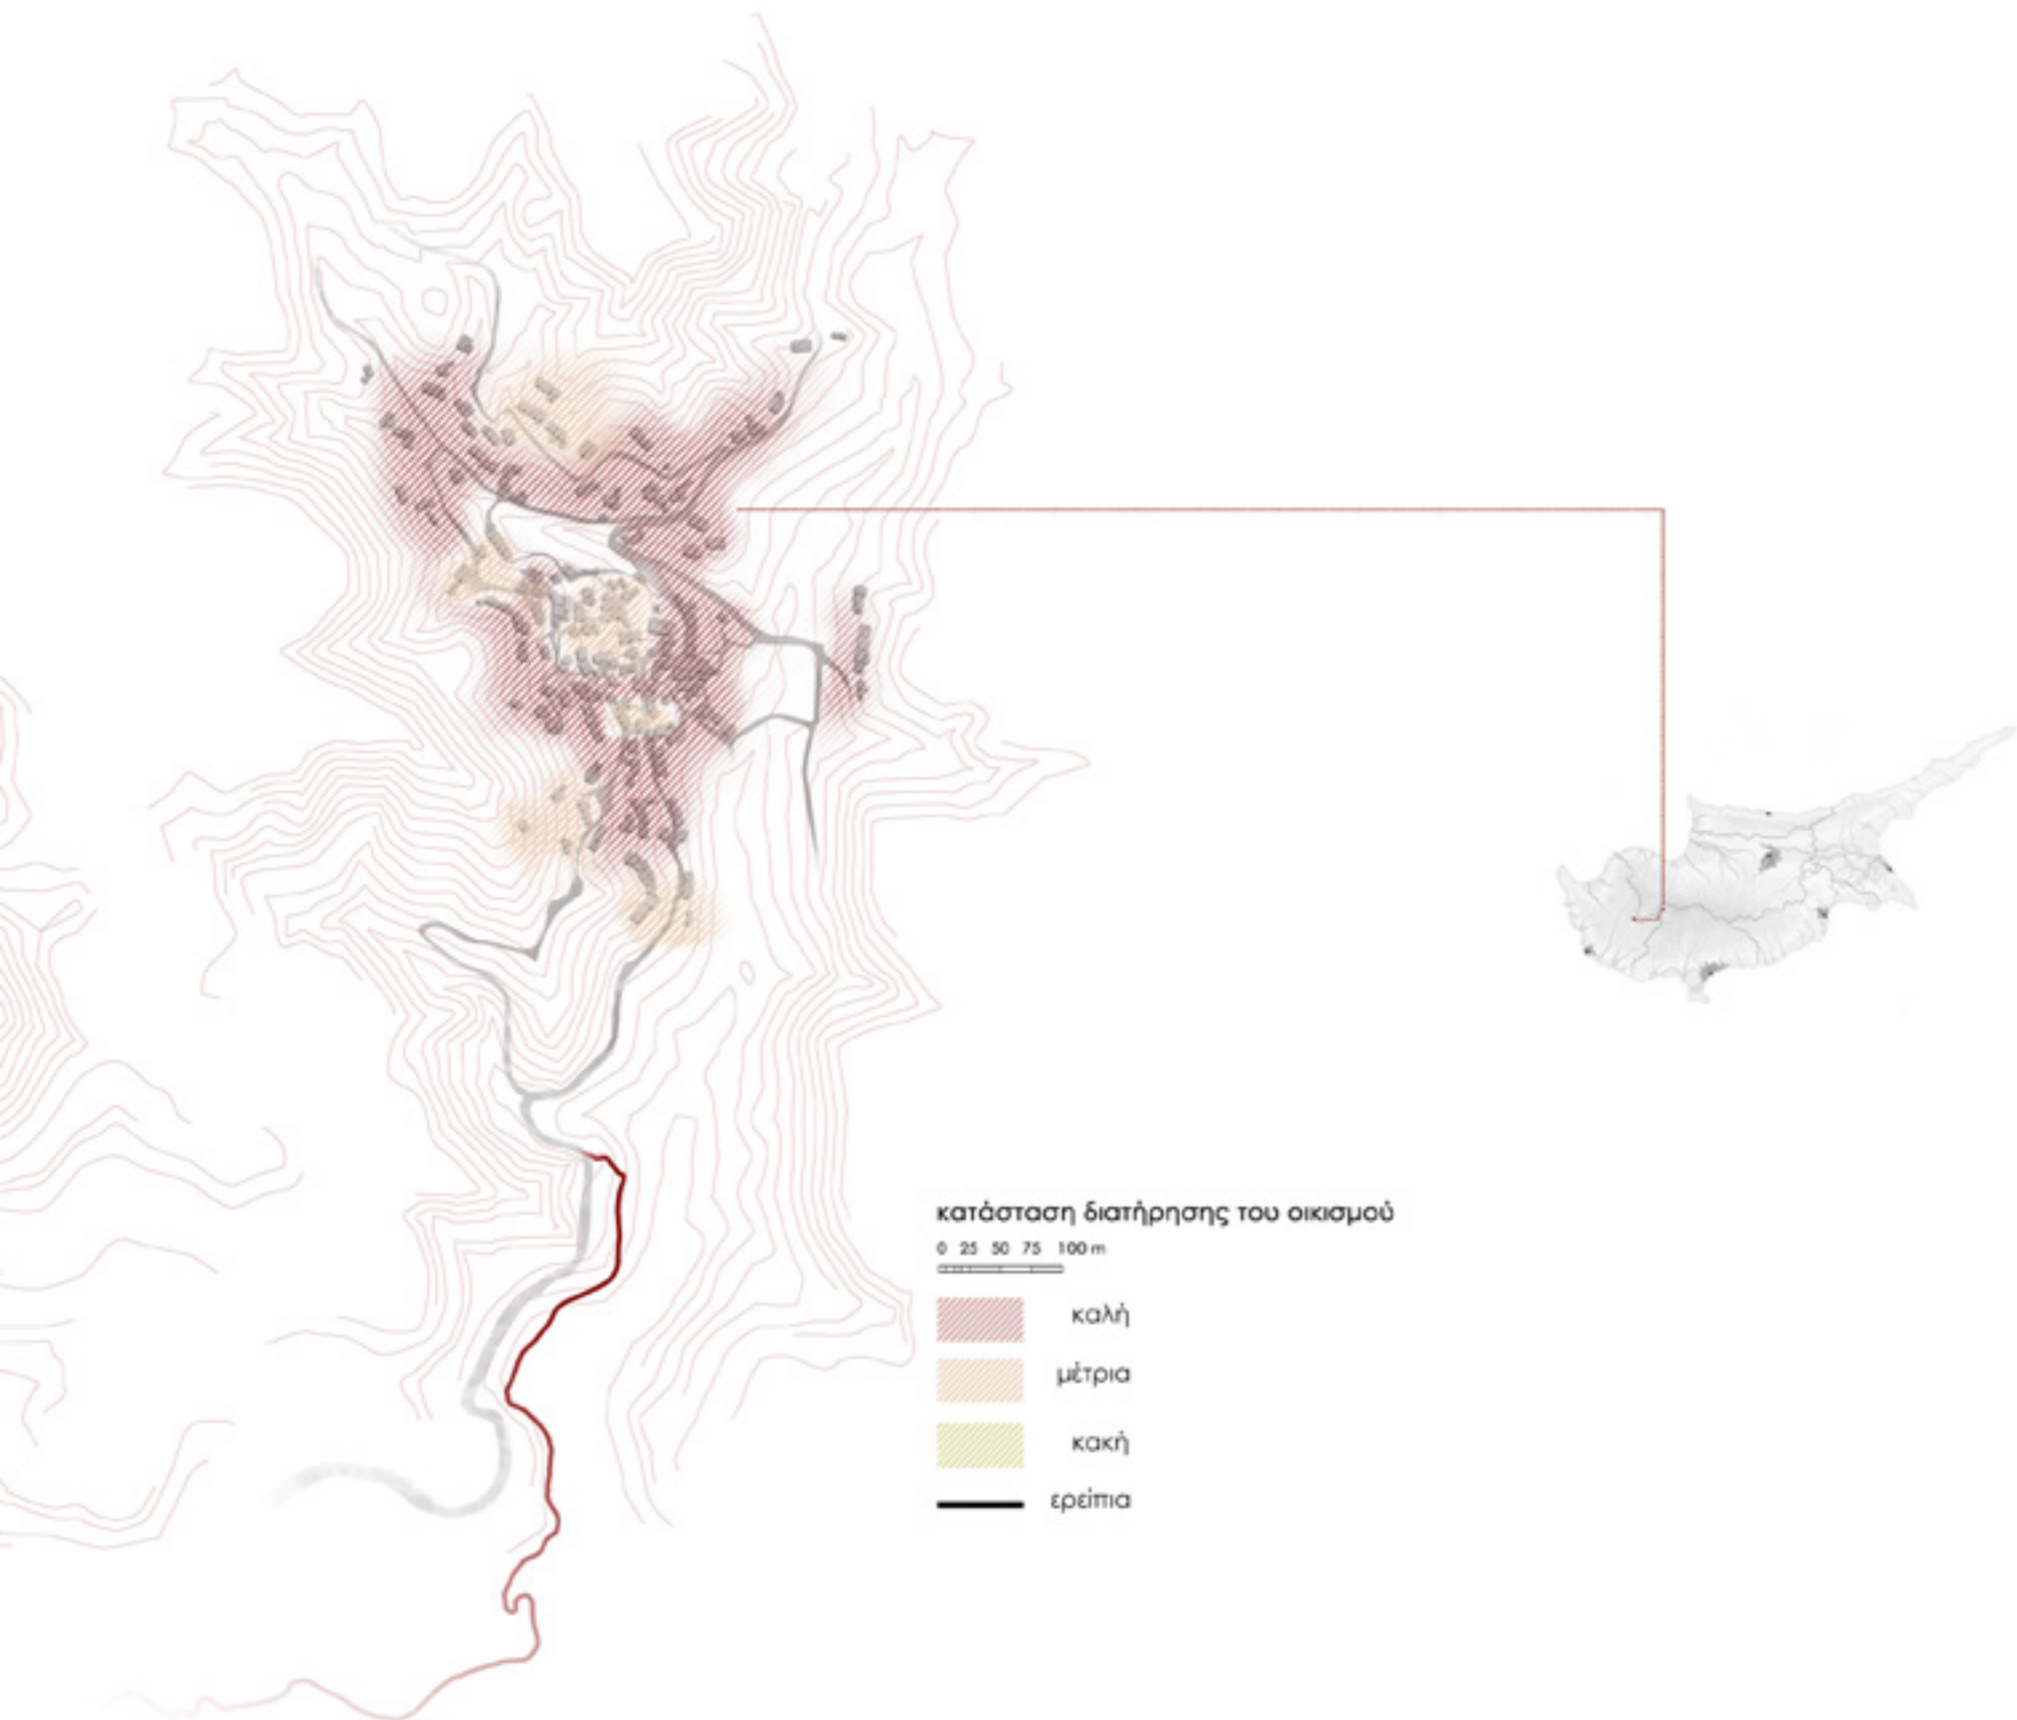 κατάσταση διατήρησης του οικισμού
0 25 50 75 100 m
καλή
μέτρια
κακή
ερείπια